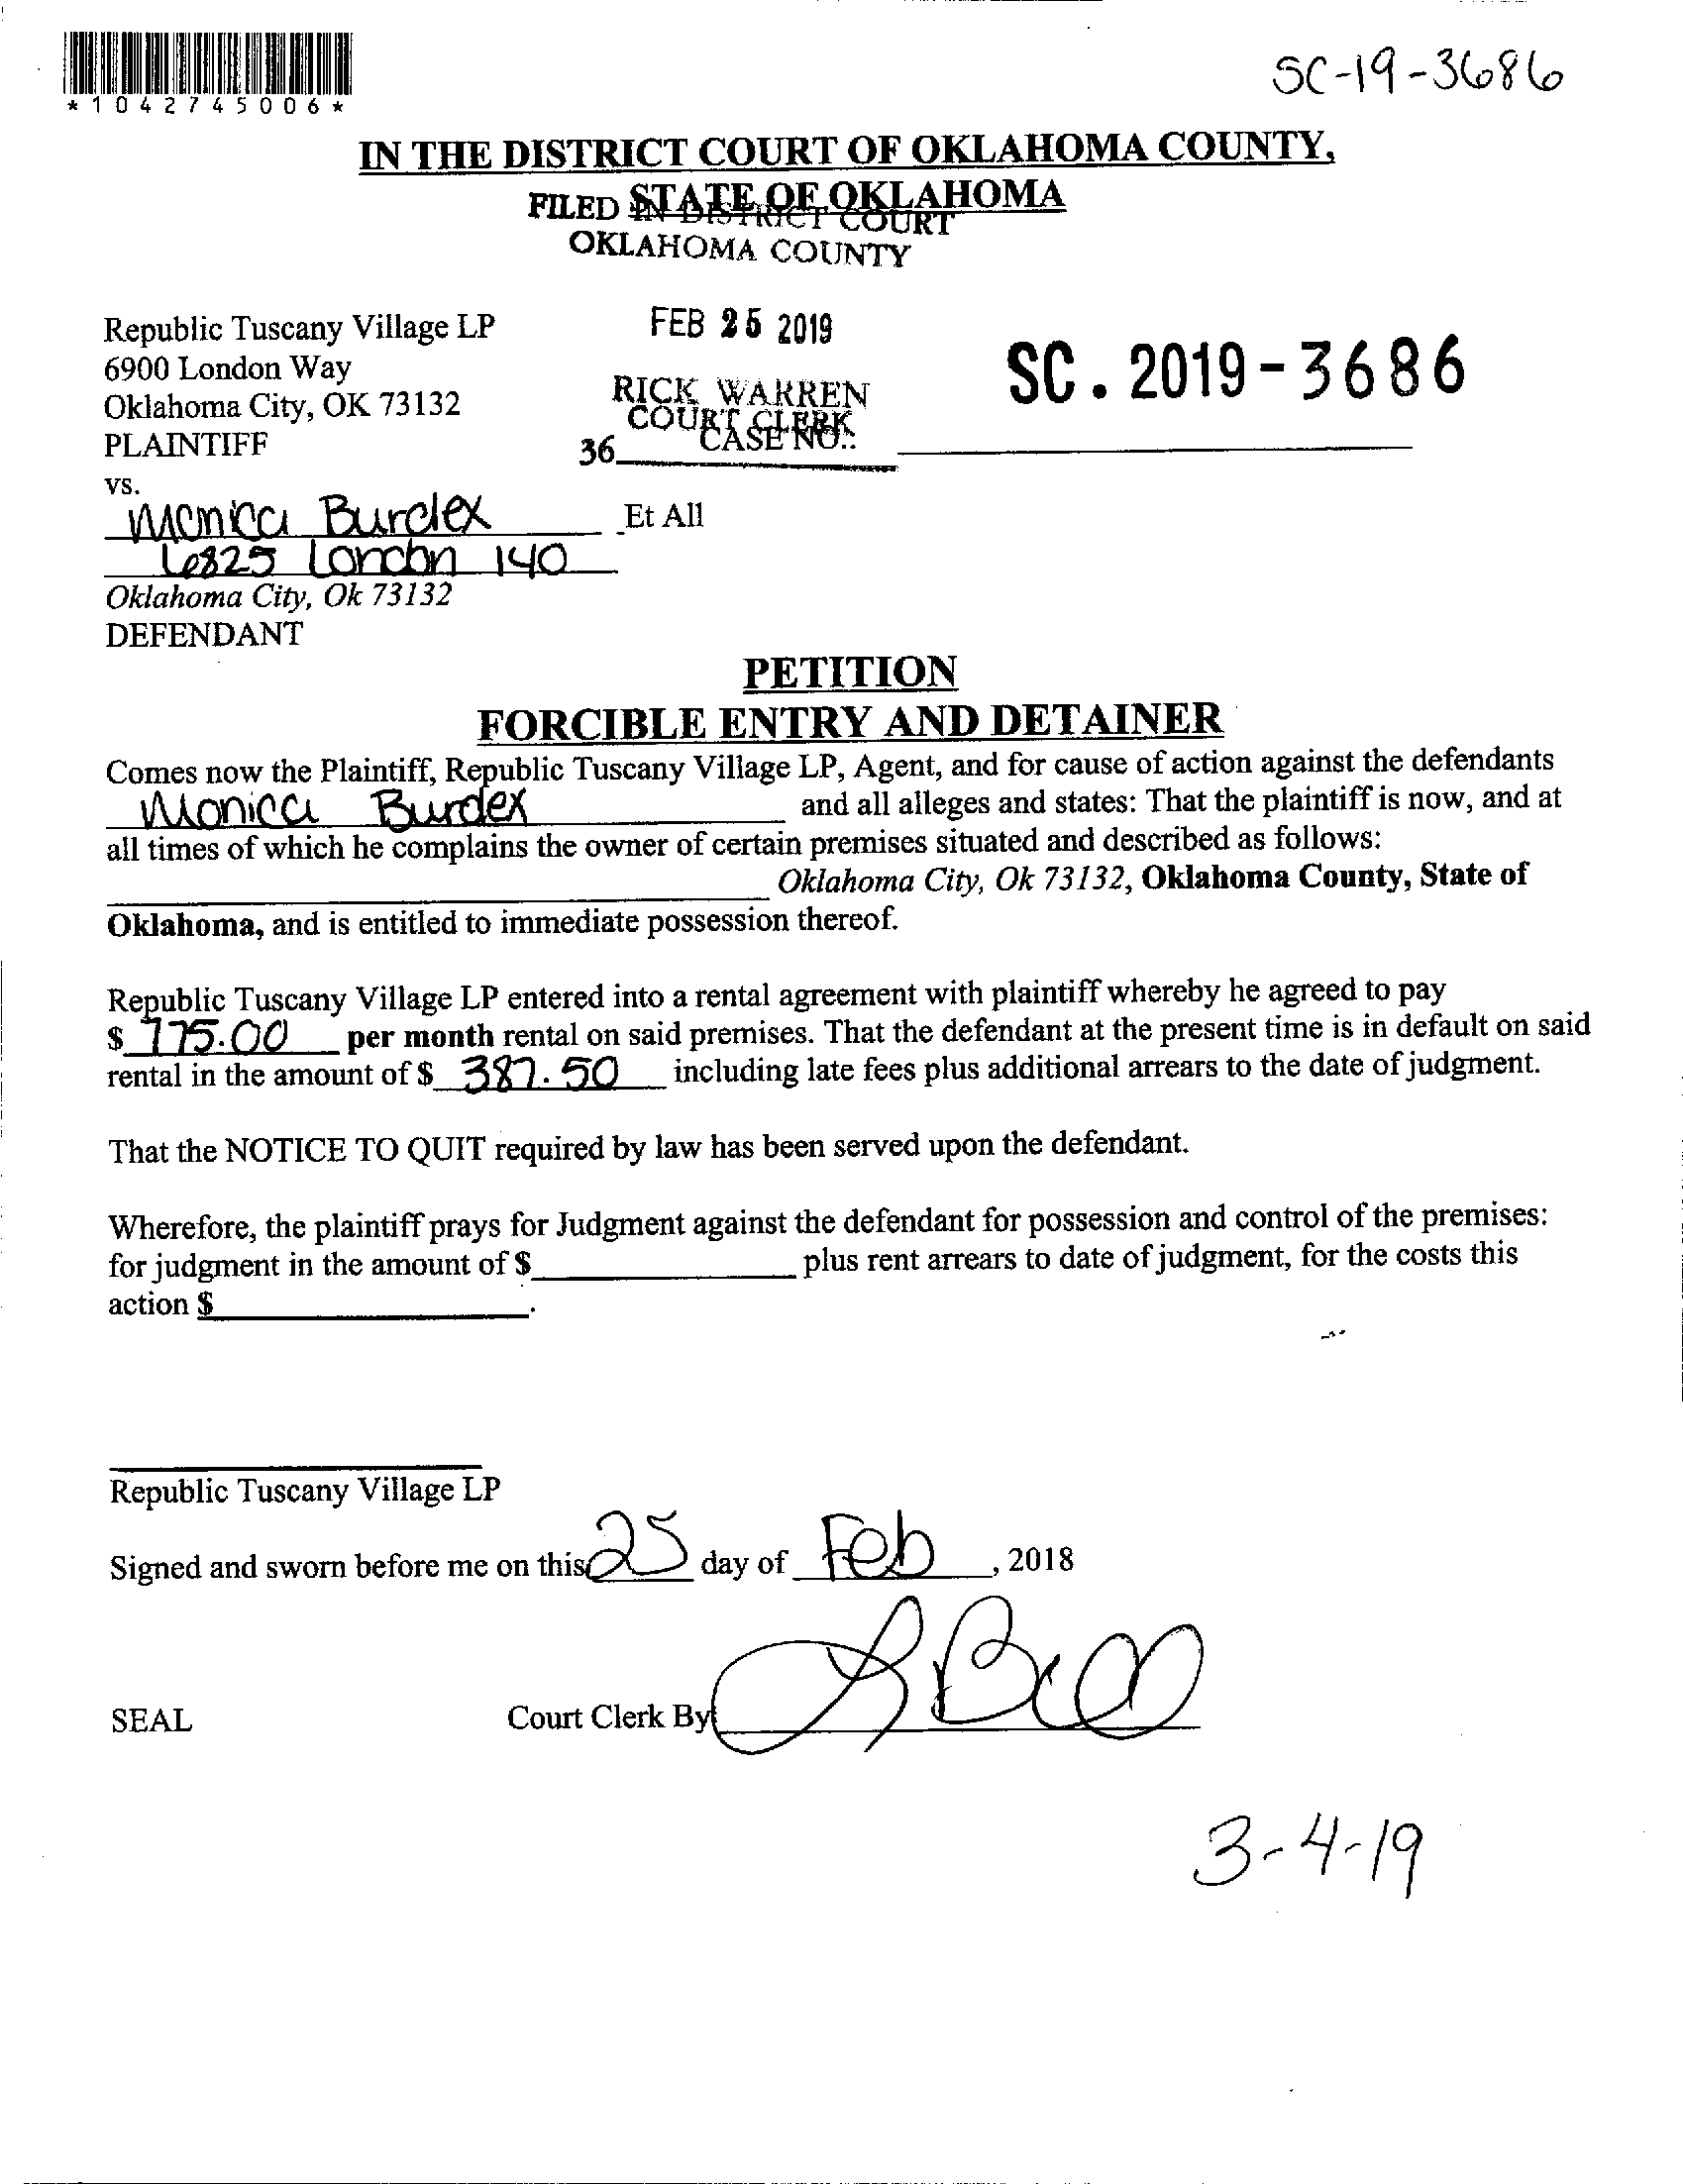 *1042745006*
SC-19-3686
IN THE DISTRICT COURT OF OKLAHOMA COUNTY,
STATE OF OKLAHOMA
FILED IN DISTRICT COURT
OKLAHOMA COUNTY
FEB 25 2019
RICK WARREN
COURT CLERK
36
Republic Tuscany Village LP
6900 London Way
Oklahoma City, OK 73132
PLAINTIFF
CASE NO.:
SC. 2019-3686
vs.
Monica Burdex Et All
6825 London 140
Oklahoma City, Ok 73132
DEFENDANT
PETITION
FORCIBLE ENTRY AND DETAINER
Comes now the Plaintiff, Republic Tuscany Village LP, Agent, and for cause of action against the defendants
Monica Burdex and all alleges and states: That the plaintiff is now, and at
all times of which he complains the owner of certain premises situated and described as follows:
Oklahoma City, Ok 73132, Oklahoma County, State of
Oklahoma, and is entitled to immediate possession thereof.
Republic Tuscany Village LP entered into a rental agreement with plaintiff whereby he agreed to pay
$ 775.00 per month rental on said premises. That the defendant at the present time is in default on said
rental in the amount of $ 387.50 including late fees plus additional arrears to the date of judgment.
That the NOTICE TO QUIT required by law has been served upon the defendant.
Wherefore, the plaintiff prays for Judgment against the defendant for possession and control of the premises:
for judgment in the amount of $ plus rent arrears to date of judgment, for the costs this
action $ .
Republic Tuscany Village LP
Signed and sworn before me on this 25 day of Feb, 2018
SEAL
Court Clerk By
3-4-19